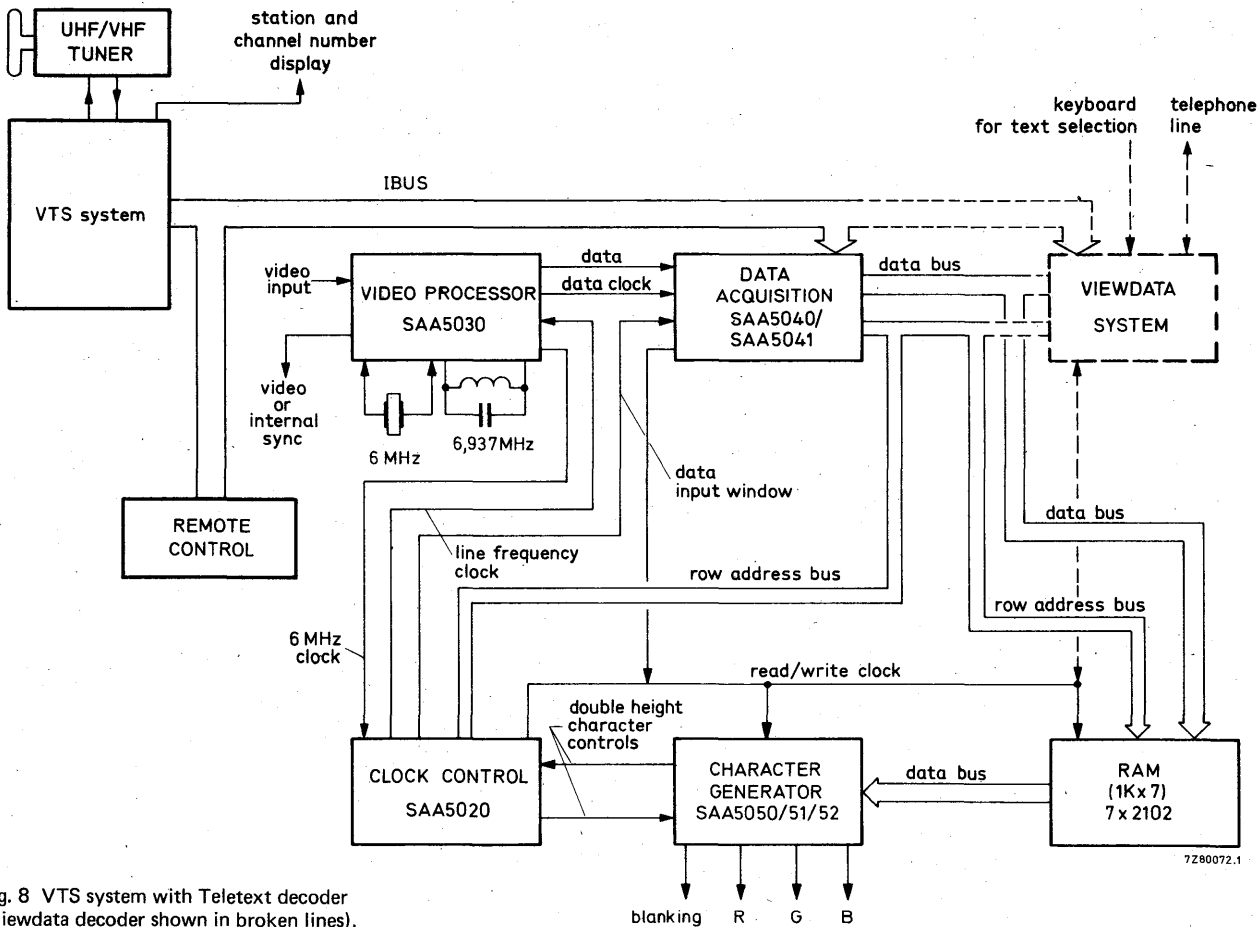 UHF/VHF
TUNER
station and
channel number
display
keyboard
for text selection
telephone
line
VTS system
IBUS
video
input
VIDEO PROCESSOR
SAA5030
data
data clock
DATA
ACQUISITION
SAA5040/
SAA5041
data bus
VIEWDATA
SYSTEM
video
or
internal
sync
6 MHz
6,937MHz
data
input window
REMOTE
CONTROL
line frequency
clock
data bus
row address bus
row address bus
6 MHz
clock
read/write clock
double height
character
controls
CLOCK CONTROL
SAA5020
CHARACTER
GENERATOR
SAA5050/51/52
data bus
RAM
(1Kx7)
7 x 2102
7Z80072.1
g. 8 VTS system with Teletext decoder
iewdata decoder shown in broken lines).
blanking R G B